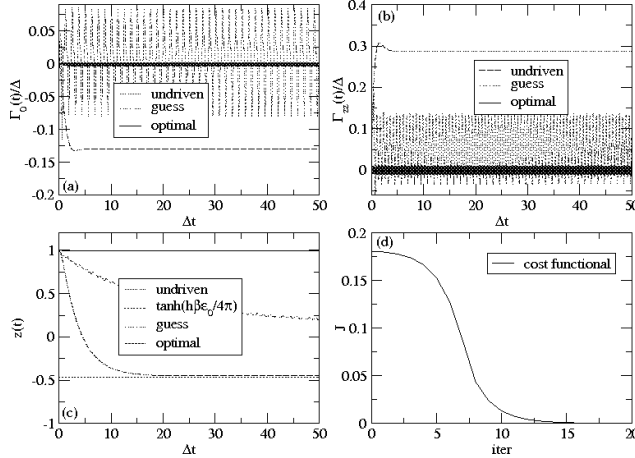 Γ₀(t)/Δ
0.05
0
-0.05
-0.1
-0.15
-0.2
undriven
guess
optimal
(a)
0 10 20 30 40 50
Δt
Γzz(t)/Δ
(b)
0.4
0.3
0.2
0.1
0
undriven
guess
optimal
0 10 20 30 40 50
Δt
z(t)
1
0.5
0
-0.5
-1
undriven
tanh(hβε₀/4π)
guess
optimal
(c)
0 10 20 30 40 50
Δt
J
(d)
0.2
0.15
0.1
0.05
0
cost functional
0 5 10 15 20
iter